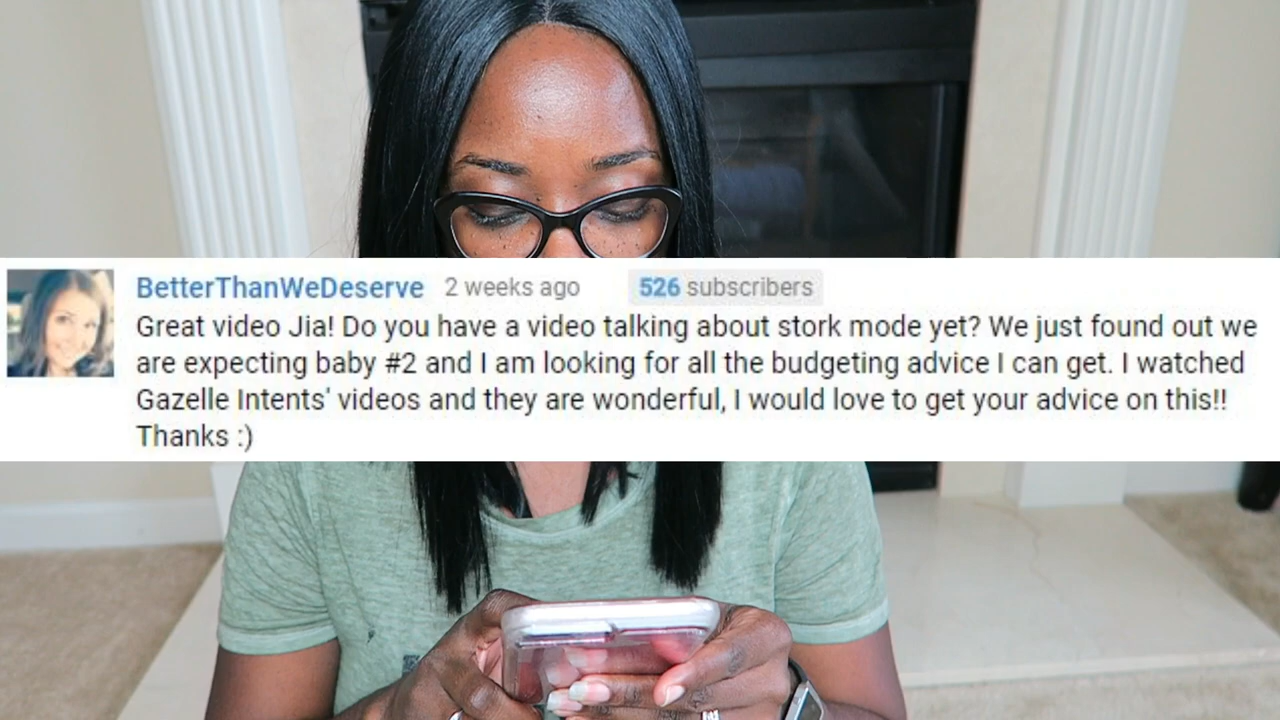 BetterThanWeDeserve 2 weeks ago 526 subscribers
Great video Jia! Do you have a video talking about stork mode yet? We just found out we
are expecting baby #2 and I am looking for all the budgeting advice I can get. I watched
Gazelle Intents' videos and they are wonderful, I would love to get your advice on this!!
Thanks :)